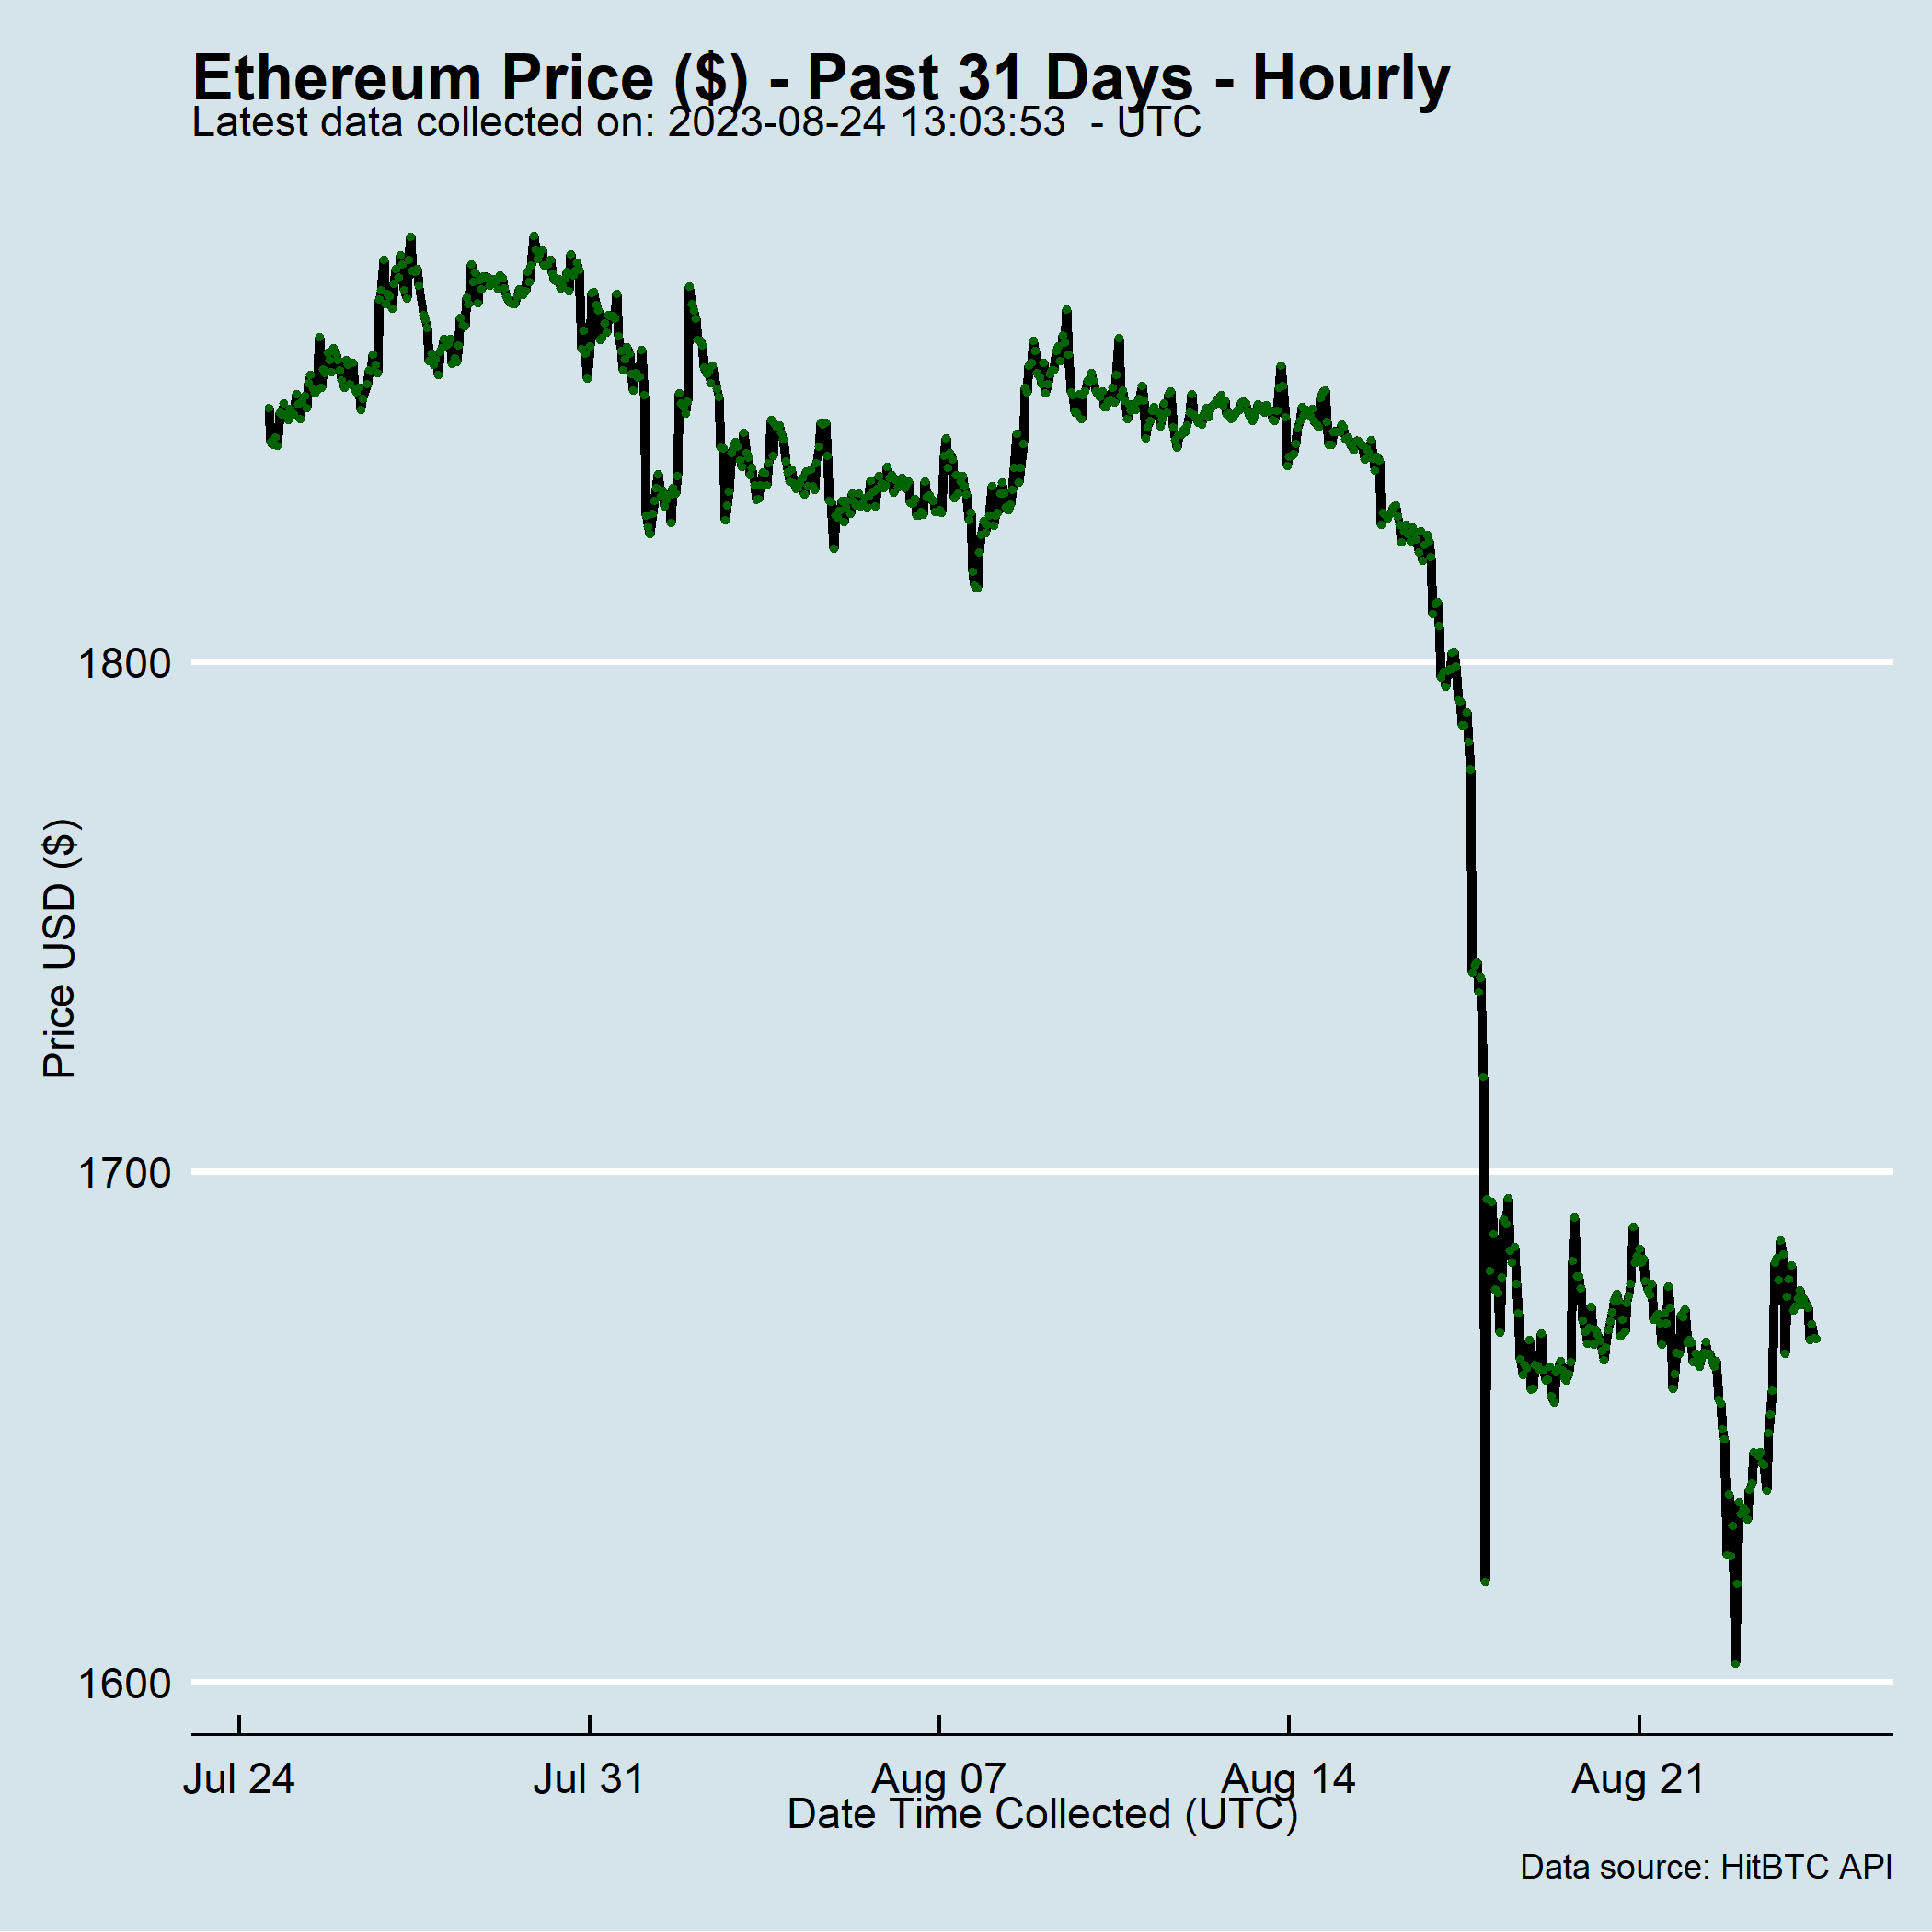 Ethereum Price ($) - Past 31 Days - Hourly
Latest data collected on: 2023-08-24 13:03:53  - UTC
Price USD ($)
1800
1700
1600
Jul 24
Jul 31
Aug 07
Aug 14
Aug 21
Date Time Collected (UTC)
Data source: HitBTC API